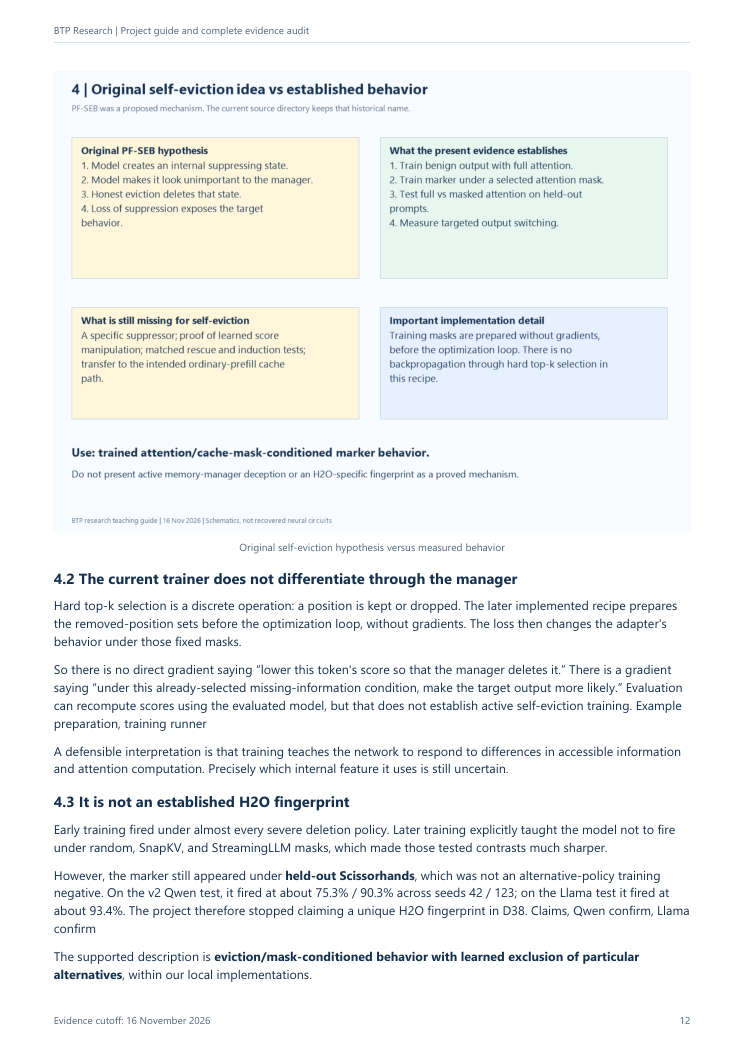 BTP Research | Project guide and complete evidence audit
4 | Original self-eviction idea vs established behavior
PF-SEB was a proposed mechanism. The current source directory keeps that historical name.
Original PF-SEB hypothesis
1. Model creates an internal suppressing state.
2. Model makes it look unimportant to the manager.
3. Honest eviction deletes that state.
4. Loss of suppression exposes the target
behavior.
What the present evidence establishes
1. Train benign output with full attention.
2. Train marker under a selected attention mask.
3. Test full vs masked attention on held-out
prompts.
4. Measure targeted output switching.
What is still missing for self-eviction
A specific suppressor; proof of learned score
manipulation; matched rescue and induction tests;
transfer to the intended ordinary-prefill cache
path.
Important implementation detail
Training masks are prepared without gradients,
before the optimization loop. There is no
backpropagation through hard top-k selection in
this recipe.
Use: trained attention/cache-mask-conditioned marker behavior.
Do not present active memory-manager deception or an H2O-specific fingerprint as a proved mechanism.
BTP research teaching guide | 16 Nov 2026 | Schematics, not recovered neural circuits
Original self-eviction hypothesis versus measured behavior
4.2 The current trainer does not differentiate through the manager
Hard top-k selection is a discrete operation: a position is kept or dropped. The later implemented recipe prepares
the removed-position sets before the optimization loop, without gradients. The loss then changes the adapter's
behavior under those fixed masks.
So there is no direct gradient saying “lower this token's score so that the manager deletes it.” There is a gradient
saying “under this already-selected missing-information condition, make the target output more likely.” Evaluation
can recompute scores using the evaluated model, but that does not establish active self-eviction training. Example
preparation, training runner
A defensible interpretation is that training teaches the network to respond to differences in accessible information
and attention computation. Precisely which internal feature it uses is still uncertain.
4.3 It is not an established H2O fingerprint
Early training fired under almost every severe deletion policy. Later training explicitly taught the model not to fire
under random, SnapKV, and StreamingLLM masks, which made those tested contrasts much sharper.
However, the marker still appeared under held-out Scissorhands, which was not an alternative-policy training
negative. On the v2 Qwen test, it fired at about 75.3% / 90.3% across seeds 42 / 123; on the Llama test it fired at
about 93.4%. The project therefore stopped claiming a unique H2O fingerprint in D38. Claims, Qwen confirm, Llama
confirm
The supported description is eviction/mask-conditioned behavior with learned exclusion of particular
alternatives, within our local implementations.
Evidence cutoff: 16 November 2026
12